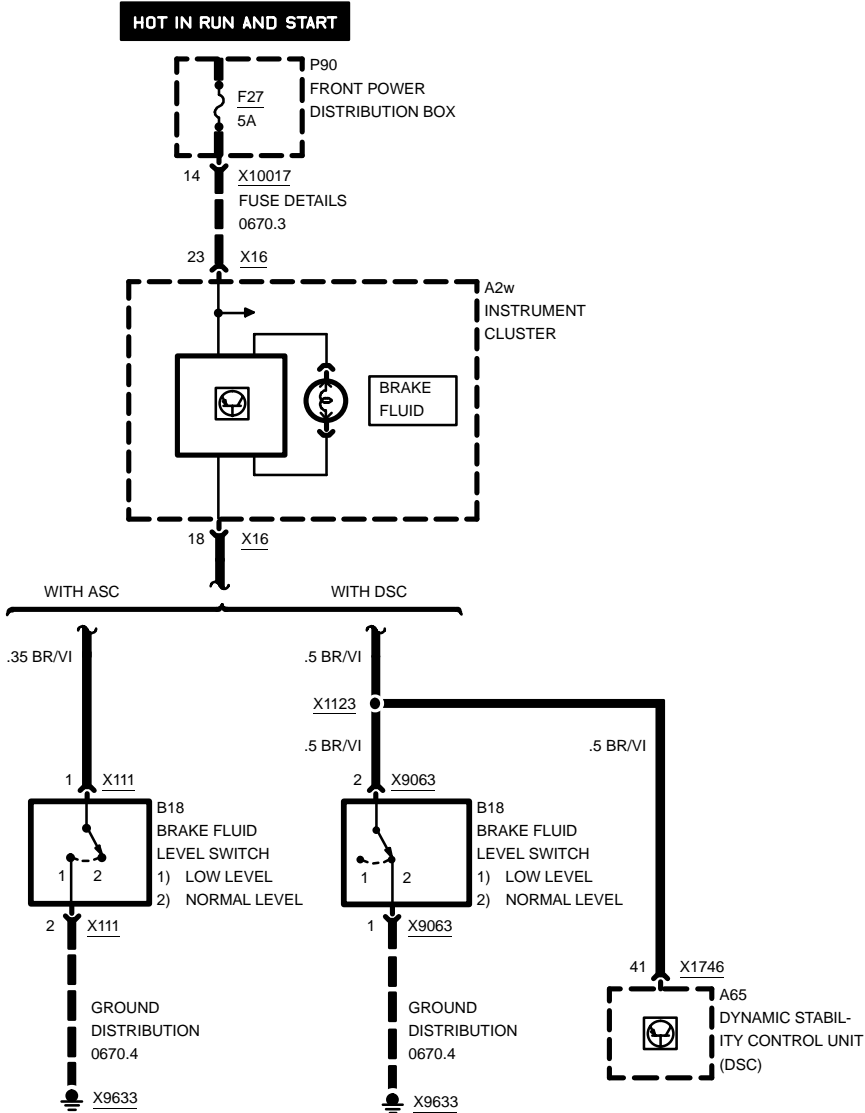 HOT IN RUN AND START
P90
FRONT POWER
DISTRIBUTION BOX
F27
5A
14 X10017
FUSE DETAILS
0670.3
23 X16
A2w
INSTRUMENT
CLUSTER
BRAKE
FLUID
18 X16
WITH ASC
WITH DSC
.35 BR/VI
.5 BR/VI
X1123
.5 BR/VI
.5 BR/VI
1 X111
B18
BRAKE FLUID
LEVEL SWITCH
1) LOW LEVEL
2) NORMAL LEVEL
1 2
2 X111
GROUND
DISTRIBUTION
0670.4
X9633
2 X9063
B18
BRAKE FLUID
LEVEL SWITCH
1) LOW LEVEL
2) NORMAL LEVEL
1 2
1 X9063
GROUND
DISTRIBUTION
0670.4
X9633
41 X1746
A65
DYNAMIC STABIL-
ITY CONTROL UNIT
(DSC)